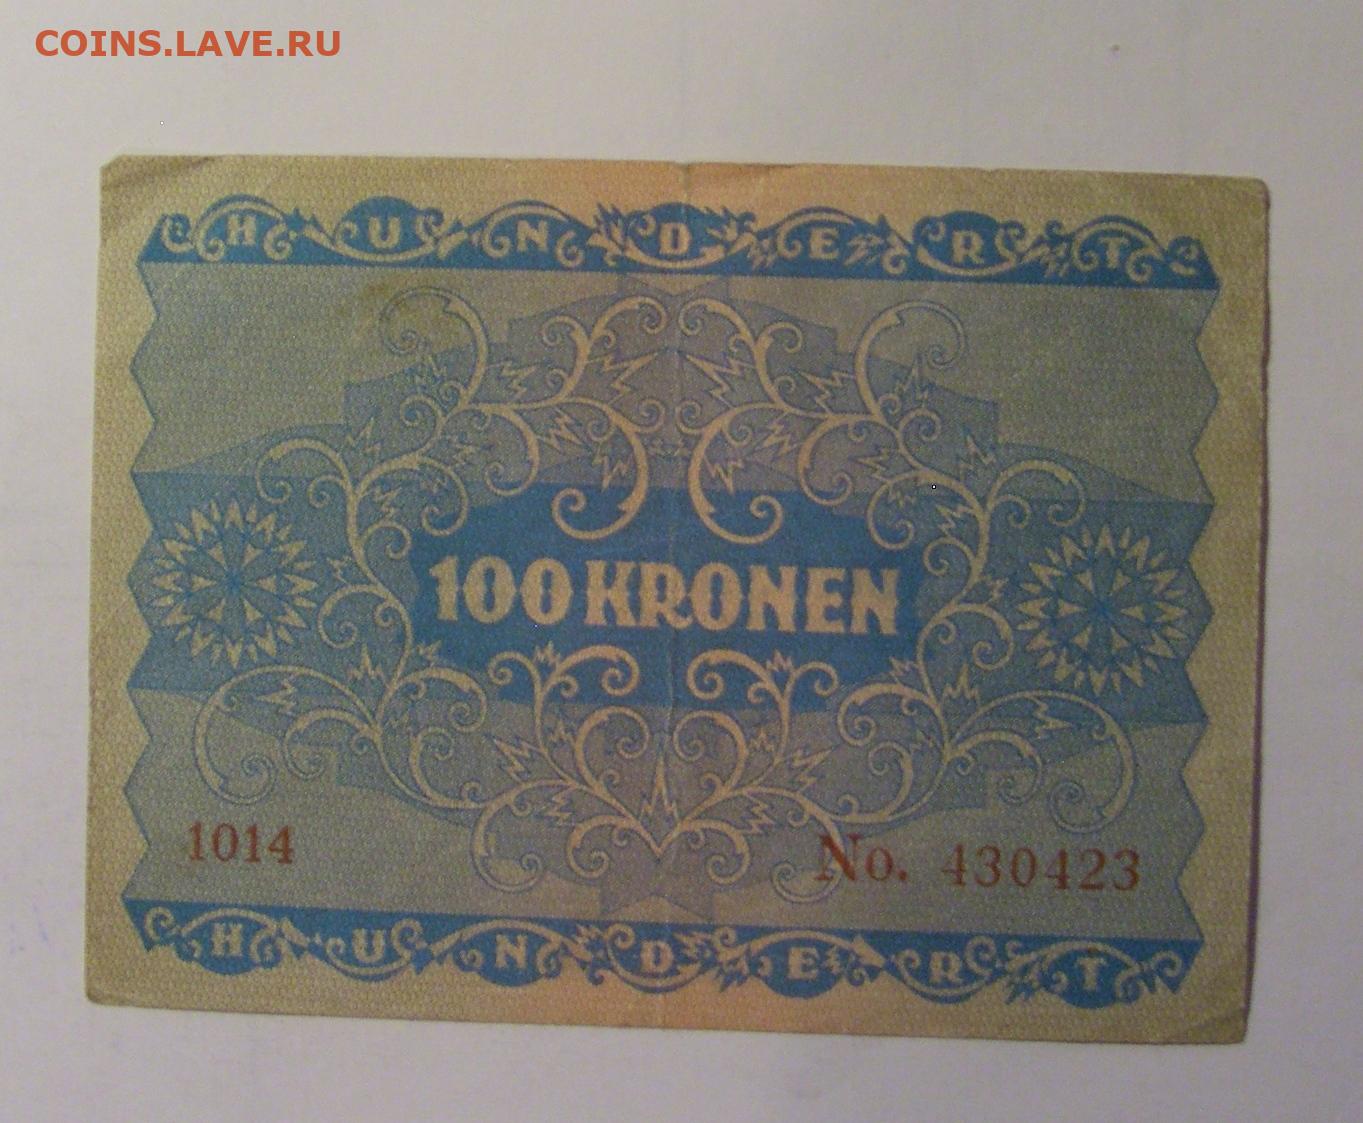 COINS.LAVE.RU
HUNDERT
100 KRONEN
1014 No. 430423
HUNDERT